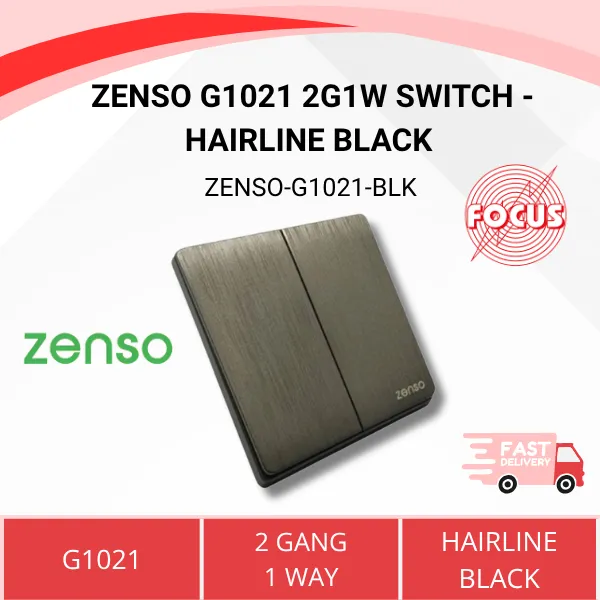 ZENSO G1021 2G1W SWITCH -
HAIRLINE BLACK
ZENSO-G1021-BLK
FOCUS
zenso
zenso
FAST
DELIVERY
G1021
2 GANG
1 WAY
HAIRLINE
BLACK